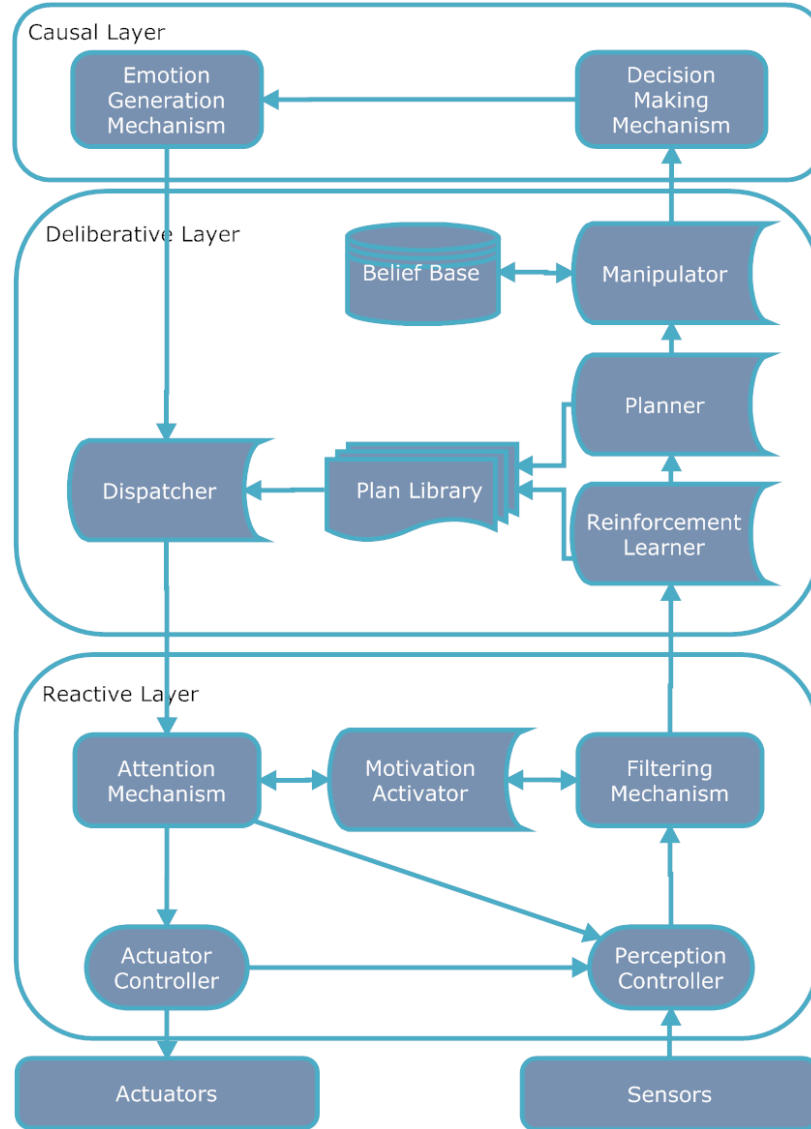 Causal Layer
Emotion
Generation
Mechanism
Decision
Making
Mechanism
Deliberative Layer
Belief Base
Manipulator
Planner
Dispatcher
Plan Library
Reinforcement
Learner
Reactive Layer
Attention
Mechanism
Motivation
Activator
Filtering
Mechanism
Actuator
Controller
Perception
Controller
Actuators
Sensors